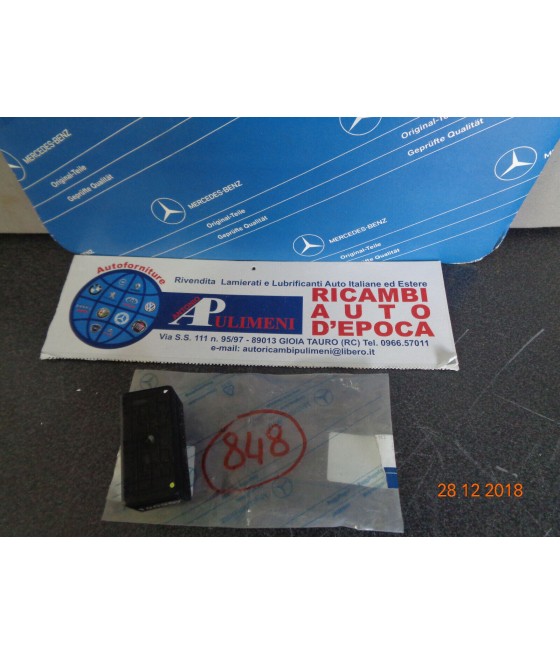 MERCEDES-BENZ
Original-Teile
Geprüfte Qualität
MERCEDES-BENZ
Original-Teile
Geprüfte Qualität
MERCEDES-BENZ
Original-Teile
Geprüfte Qualität
Original-Teile
Geprüfte Qualität
Autoforniture
Rivendita Lamierati e Lubrificanti Auto Italiane ed Estere
PULIMENI
RICAMBI
AUTO
D'EPOCA
Via S.S. 111 n. 95/97 - 89013 GIOIA TAURO (RC) Tel. 0966.57011
e-mail: autoricambipulimeni@libero.it
848
28 12 2018